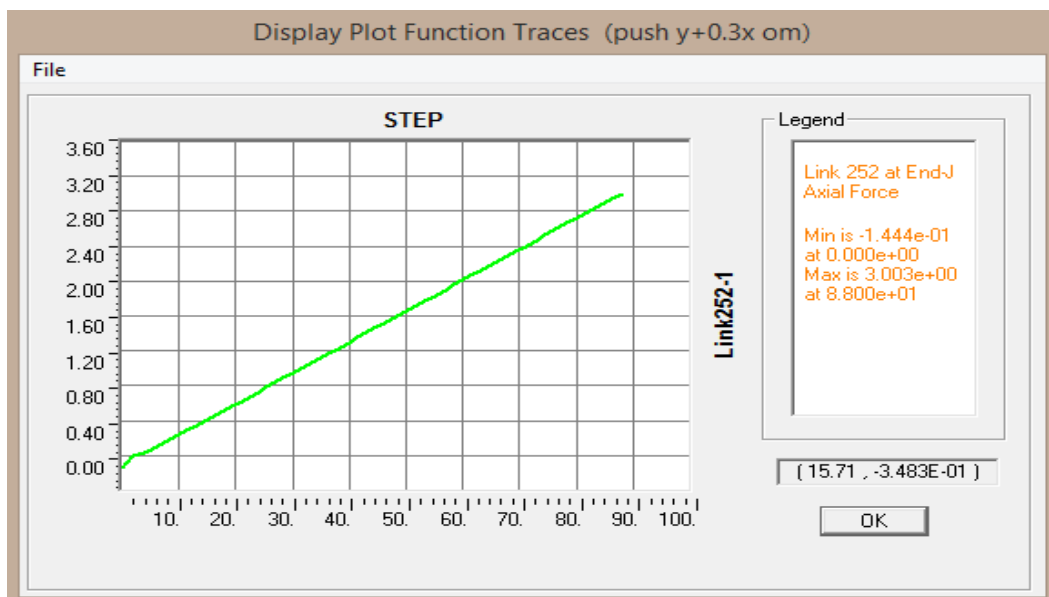 Display Plot Function Traces (push y+0.3x om)
File
STEP
3.60
3.20
2.80
2.40
2.00
1.60
1.20
0.80
0.40
0.00
10. 20. 30. 40. 50. 60. 70. 80. 90. 100.
Link252-1
Legend
Link 252 at End-J
Axial Force
Min is -1.444e-01
at 0.000e+00
Max is 3.003e+00
at 8.800e+01
( 15.71 , -3.483E-01 )
OK